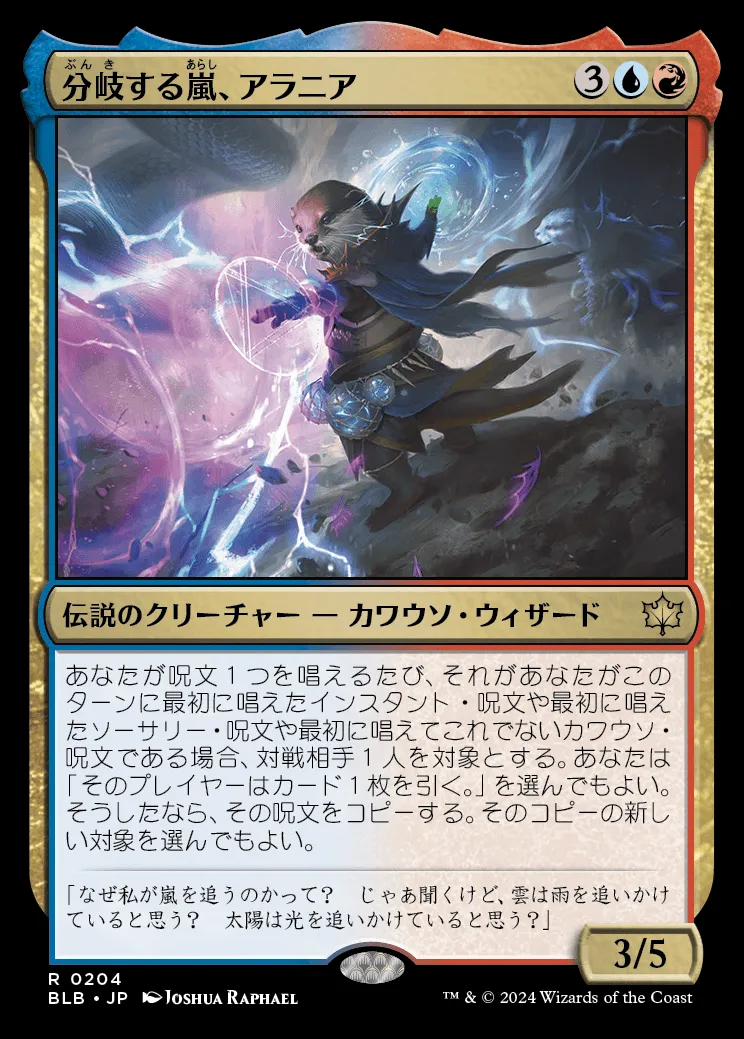 分岐する嵐、アラニア
ぶんき あらし
3
伝説のクリーチャー — カワウソ・ウィザード
あなたが呪文1つを唱えるたび、それがあなたがこの
ターンに最初に唱えたインスタント・呪文や最初に唱え
たソーサリー・呪文や最初に唱えてこれでないカワウソ・
呪文である場合、対戦相手1人を対象とする。あなたは
「そのプレイヤーはカード1枚を引く。」を選んでもよい。
そうしたなら、その呪文をコピーする。そのコピーの新し
い対象を選んでもよい。
「なぜ私が嵐を追うのかって? じゃあ聞くけど、雲は雨を追いかけ
ていると思う? 太陽は光を追いかけていると思う?」
3/5
R 0204
BLB • JP Joshua Raphael
™ & © 2024 Wizards of the Coast